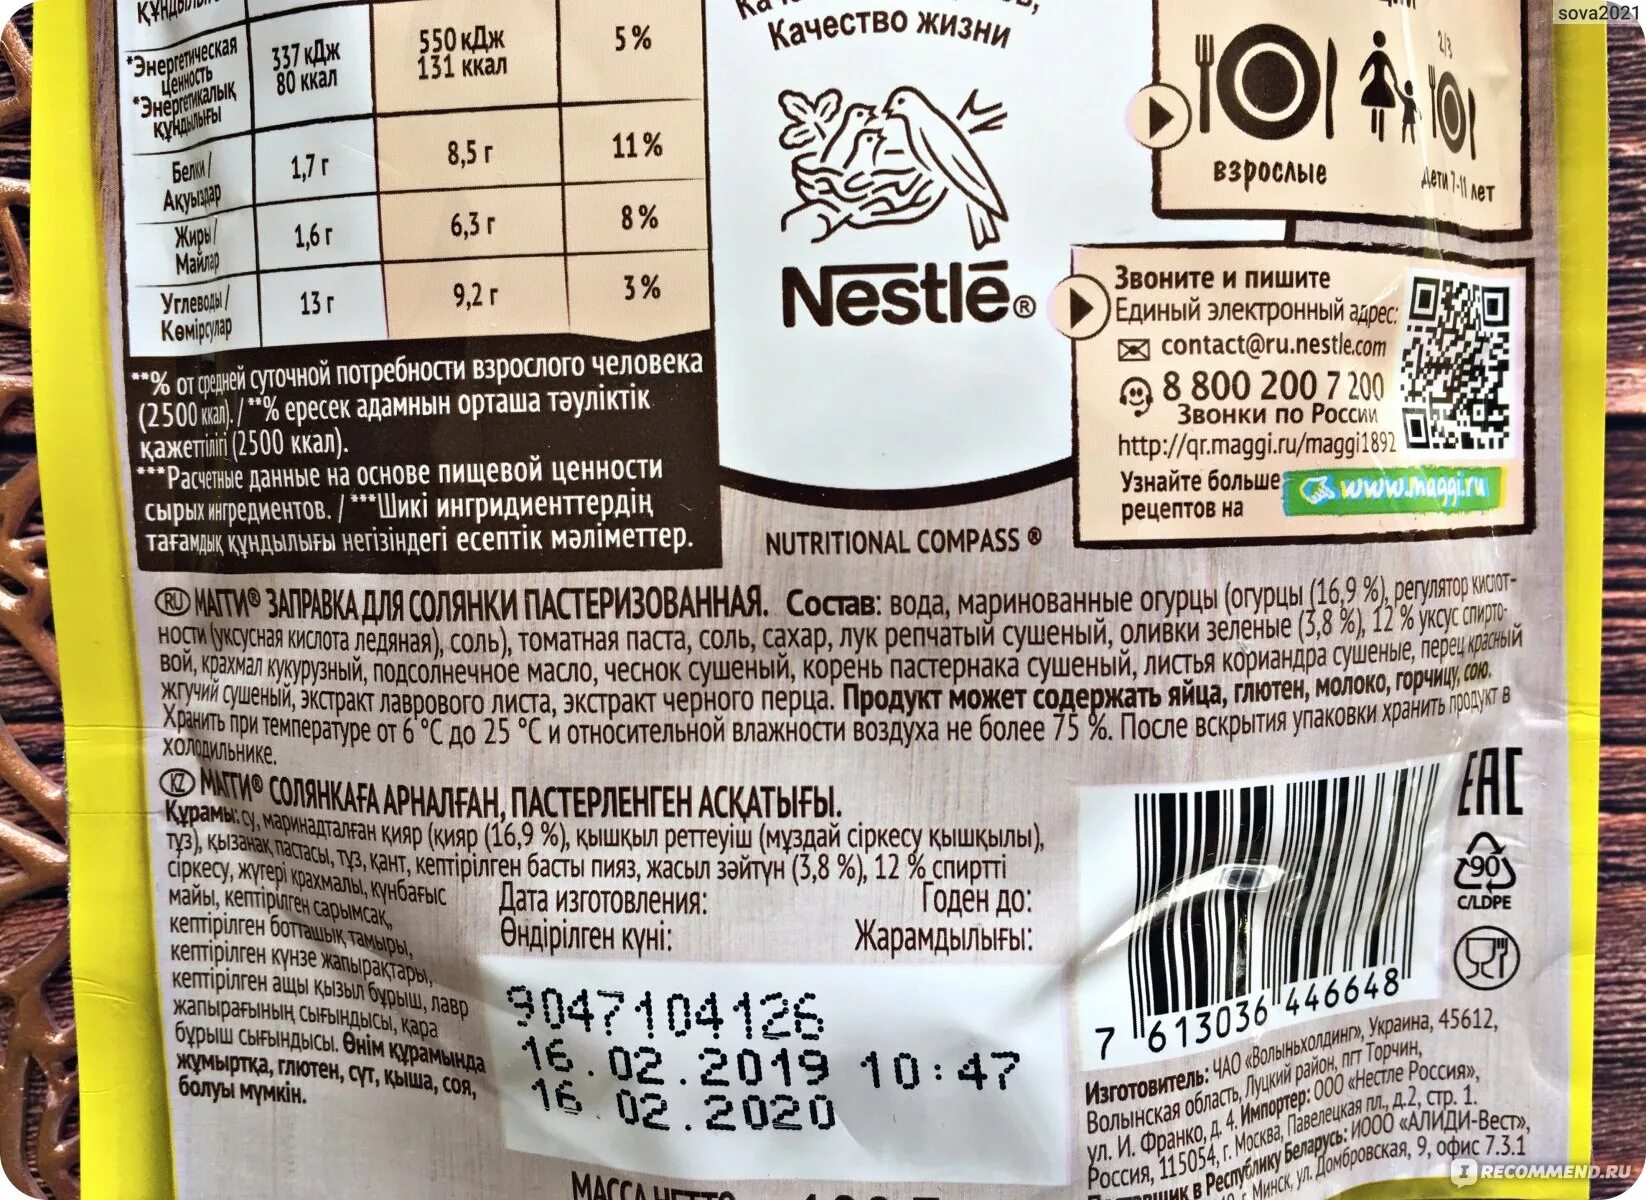 sova2021
*Энергетическая
ценность
*Энергетикалық
құндылығы
337 кДж
80 ккал
550 кДж
131 ккал
5 %
Белки /
Ақуыздар
1,7 г
8,5 г
11 %
Жиры /
Майлар
1,6 г
6,3 г
8 %
Углеводы /
Көмірсулар
13 г
9,2 г
3 %
**% от средней суточной потребности взрослого человека
(2500 ккал). / **% ересек адамнын орташа тәуліктік
қажеттілігі (2500 ккал).
***Расчетные данные на основе пищевой ценности
сырых ингредиентов. / ***Шикі ингридиенттердің
тағамдық құндылығы негізіндегі есептік мәліметтер.
Качество жизни
Nestlé®
NUTRITIONAL COMPASS ®
2/3
взрослые
Дети 7-11 лет
Звоните и пишите
Единый электронный адрес:
contact@ru.nestle.com
8 800 200 7 200
Звонки по России
http://qr.maggi.ru/maggi1892
Узнайте больше
рецептов на
www.maggi.ru
RU МАГГИ® ЗАПРАВКА ДЛЯ СОЛЯНКИ ПАСТЕРИЗОВАННАЯ. Состав: вода, маринованные огурцы (огурцы (16,9 %), регулятор кислот-
ности (уксусная кислота ледяная), соль), томатная паста, соль, сахар, лук репчатый сушеный, оливки зеленые (3,8 %), 12 % уксус спирто-
вой, крахмал кукурузный, подсолнечное масло, чеснок сушеный, корень пастернака сушеный, листья кориандра сушеные, перец красный
жгучий сушеный, экстракт лаврового листа, экстракт черного перца. Продукт может содержать яйца, глютен, молоко, горчицу, сою.
Хранить при температуре от 6 °С до 25 °С и относительной влажности воздуха не более 75 %. После вскрытия упаковки хранить продукт в
холодильнике.
KZ МАГГИ® СОЛЯНКАҒА АРНАЛҒАН, ПАСТЕРЛЕНГЕН АСҚАТЫҒЫ.
Құрамы: су, маринадталған қияр (қияр (16,9 %), қышқыл реттеуіш (мұздай сіркесу қышқылы),
тұз), қызанақ пастасы, тұз, қант, кептірілген басты пияз, жасыл зәйтүн (3,8 %), 12 % спиртті
сіркесу, жүгері крахмалы, күнбағыс
майы, кептірілген сарымсақ,
кептірілген ботташық тамыры,
кептірілген күнзе жапырақтары,
кептірілген ащы қызыл бұрыш, лавр
жапырағының сығындысы, қара
бұрыш сығындысы. Өнім құрамында
жұмыртқа, глютен, сүт, қыша, соя,
болуы мүмкін.
Дата изготовления:
Өндірілген күні:
Годен до:
Жарамдылығы:
9047104126
16.02.2019 10:47
16.02.2020
МАССА НЕТТО
EAC
90
C/LDPE
7 613036 446648
Изготовитель: ЧАО «Волыньхолдинг», Украина, 45612,
Волынская область, Луцкий район, пгт Торчин,
ул. И. Франко, д. 4. Импортер: ООО «Нестле Россия»,
Россия, 115054, г. Москва, Павелецкая пл., д.2, стр. 1.
в Республику Беларусь: ИООО «АЛИДИ-Вест»,
г. Минск, ул. Домбровская, 9, офис 7.3.1
IRECOMMEND.RU